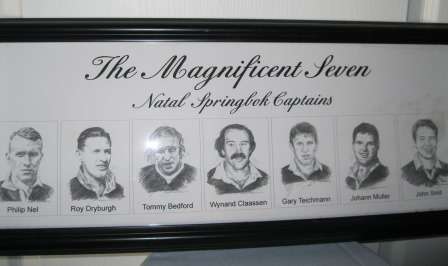 The Magnificent Seven
Natal Springbok Captains
Philip Nel
Roy Dryburgh
Tommy Bedford
Wynand Claassen
Gary Teichmann
Johann Muller
John Smit